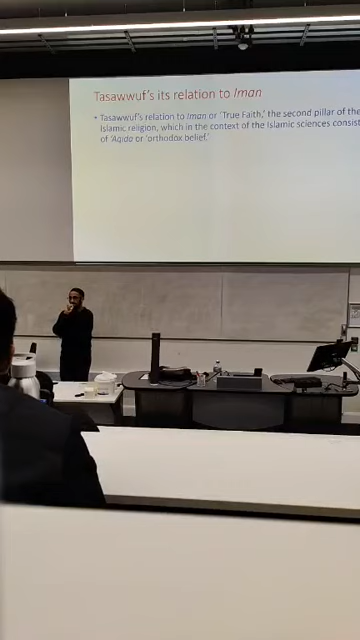 Tasawwuf's its relation to Iman
• Tasawwuf's relation to Iman or 'True Faith,' the second pillar of the
Islamic religion, which in the context of the Islamic sciences consist
of 'Aqida or 'orthodox belief.'